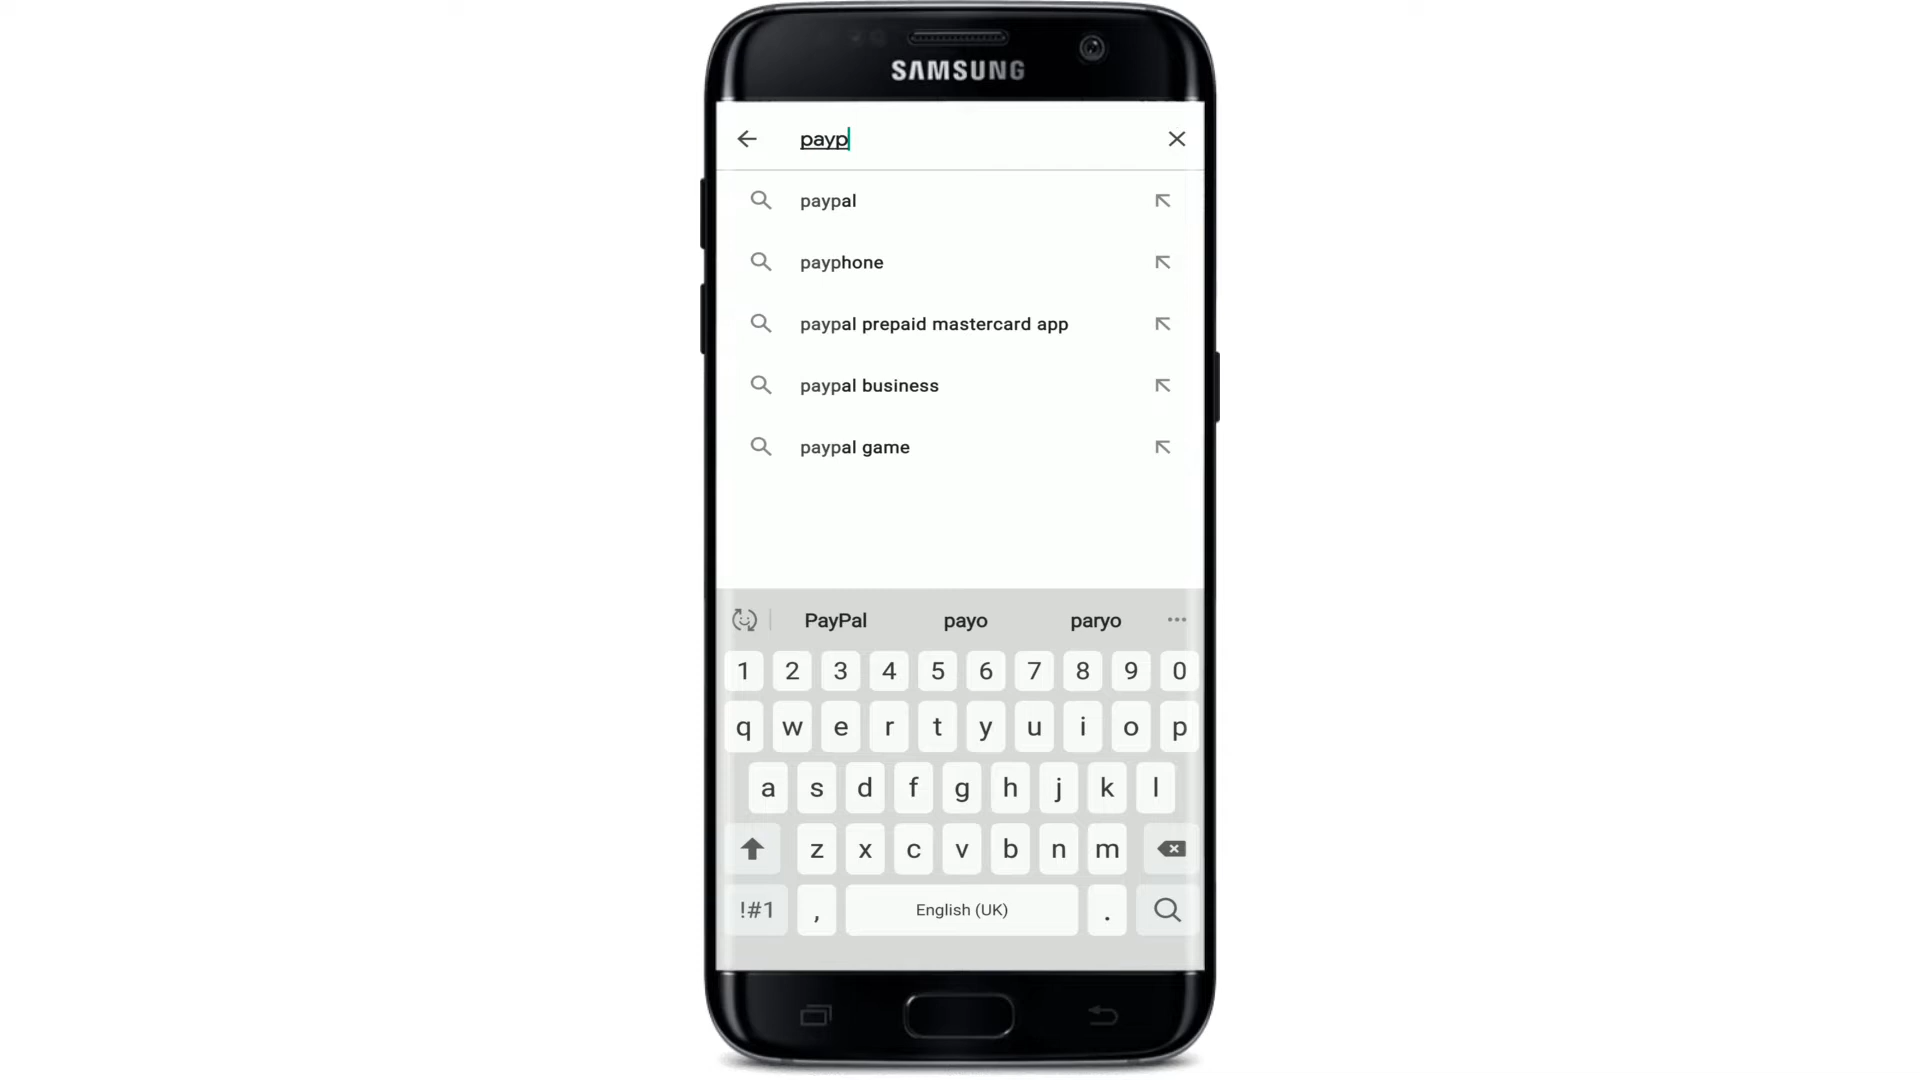 SAMSUNG
payp
paypal
payphone
paypal prepaid mastercard app
paypal business
paypal game
PayPal payo paryo
1 2 3 4 5 6 7 8 9 0
q w e r t y u i o p
a s d f g h j k l
z x c v b n m
!#1 , English (UK) .